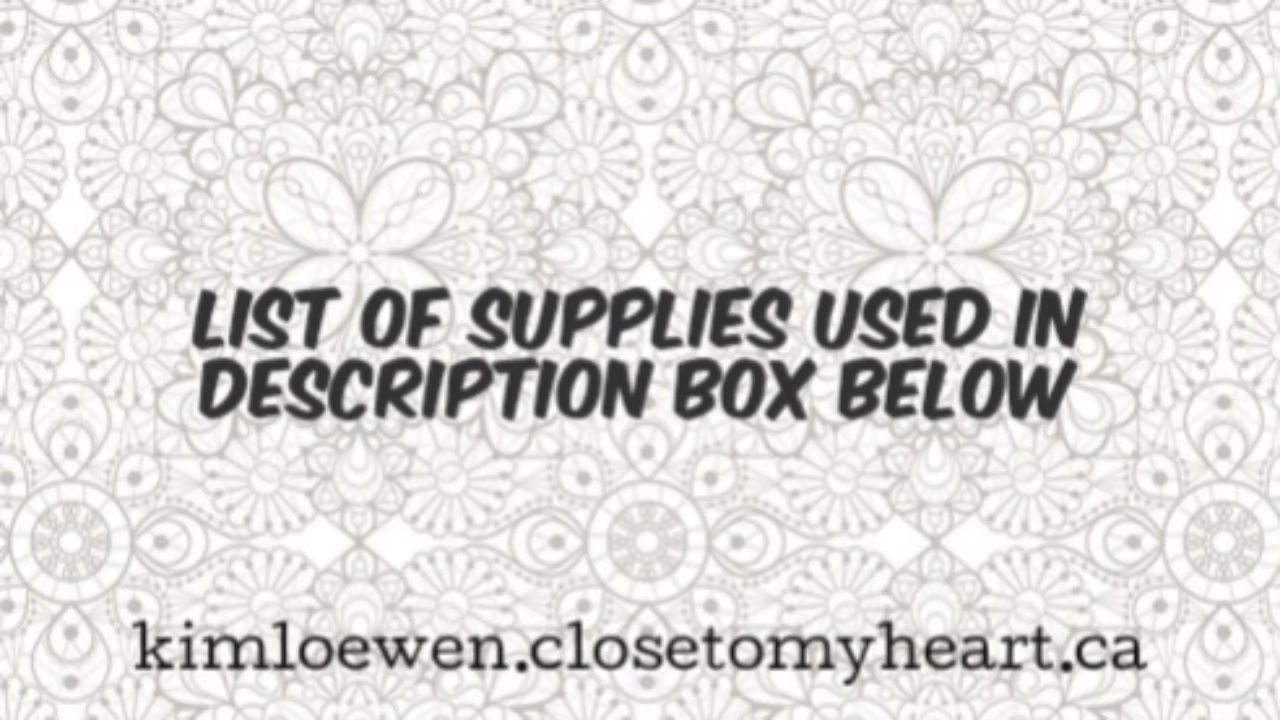 LIST OF SUPPLIES USED IN
DESCRIPTION BOX BELOW
kimloewen.closetomyheart.ca